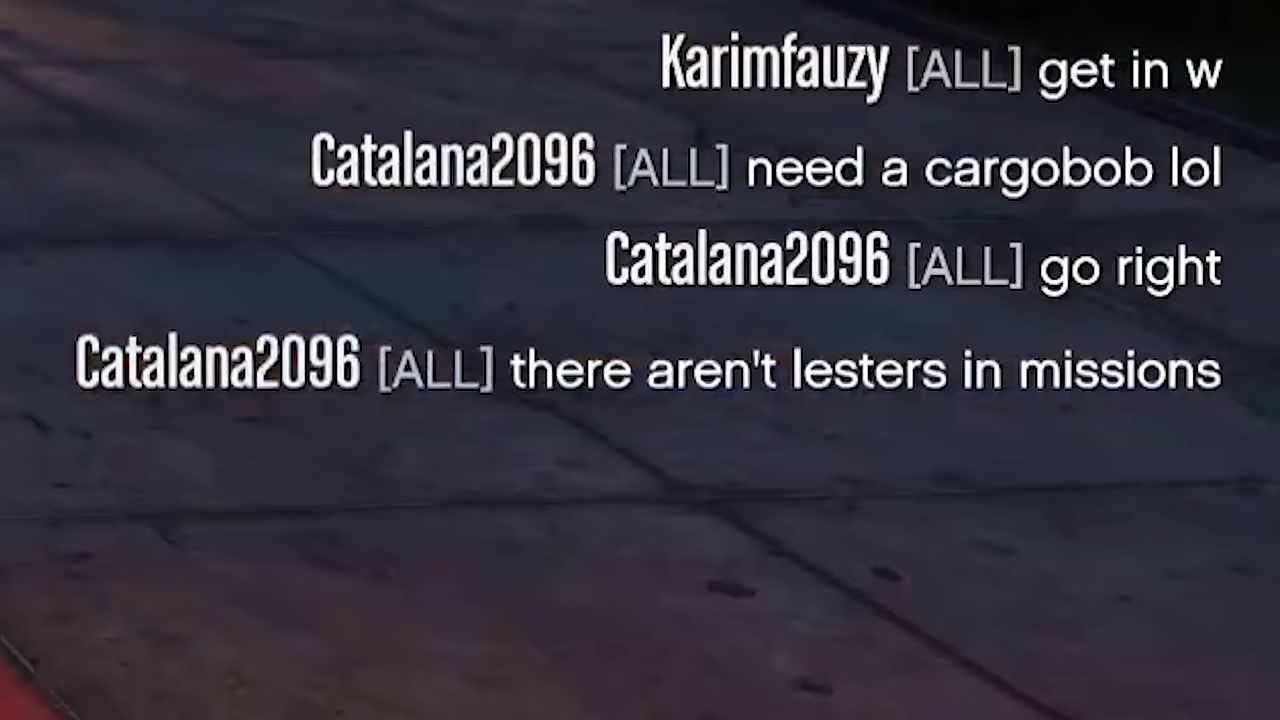 Karimfauzy [ALL] get in w
Catalana2096 [ALL] need a cargobob lol
Catalana2096 [ALL] go right
Catalana2096 [ALL] there aren't lesters in missions